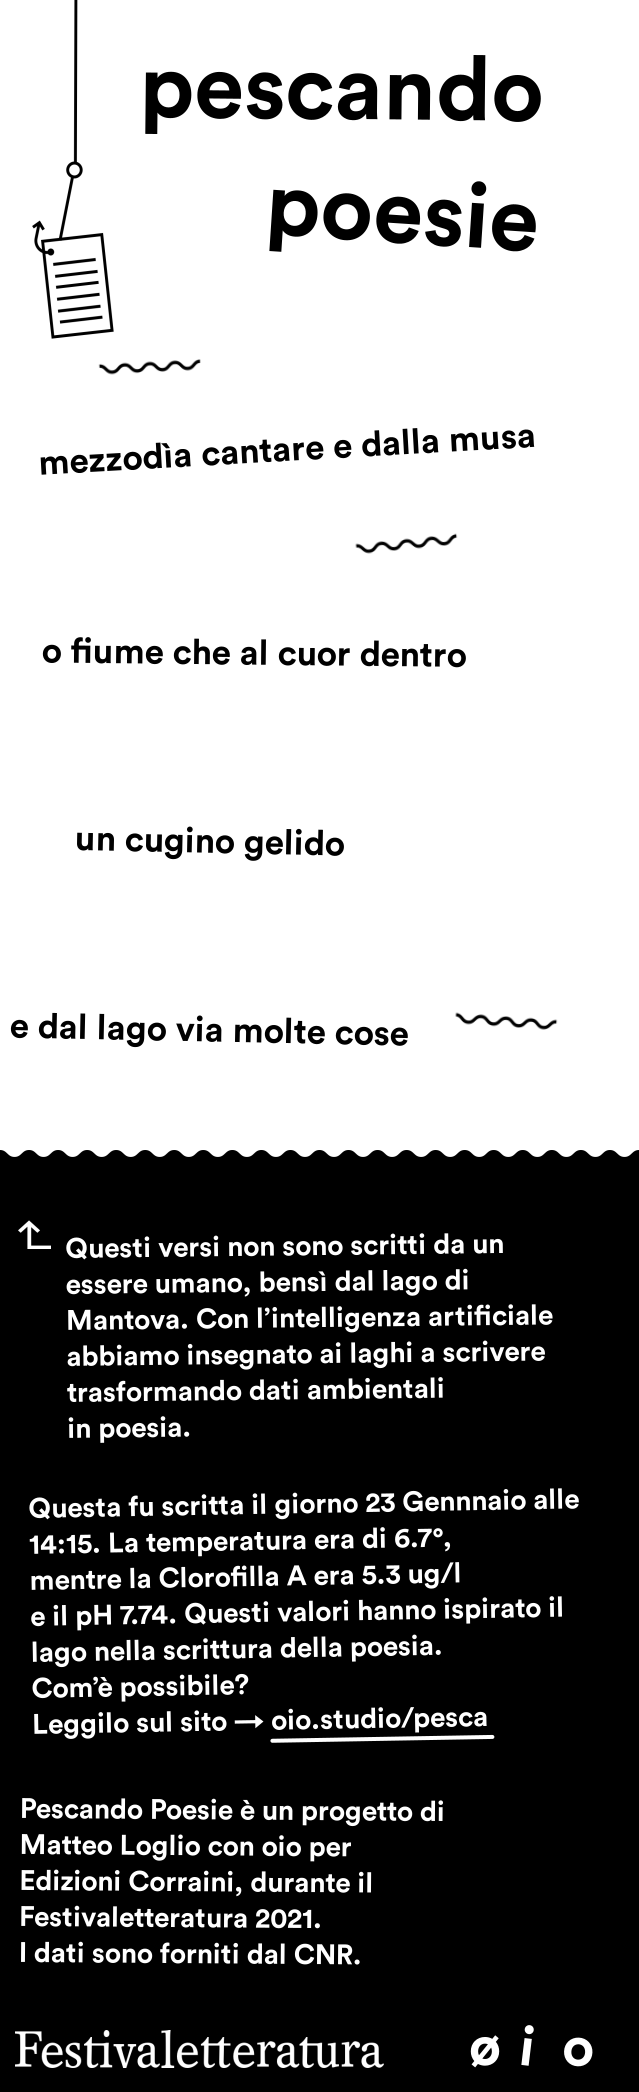 pescando
poesie
mezzodìa cantare e dalla musa
o fiume che al cuor dentro
un cugino gelido
e dal lago via molte cose
Questi versi non sono scritti da un
essere umano, bensì dal lago di
Mantova. Con l’intelligenza artificiale
abbiamo insegnato ai laghi a scrivere
trasformando dati ambientali
in poesia.
Questa fu scritta il giorno 23 Gennnaio alle
14:15. La temperatura era di 6.7°,
mentre la Clorofilla A era 5.3 ug/l
e il pH 7.74. Questi valori hanno ispirato il
lago nella scrittura della poesia.
Com’è possibile?
Leggilo sul sito → oio.studio/pesca
Pescando Poesie è un progetto di
Matteo Loglio con oio per
Edizioni Corraini, durante il
Festivaletteratura 2021.
I dati sono forniti dal CNR.
Festivaletteratura ø i o